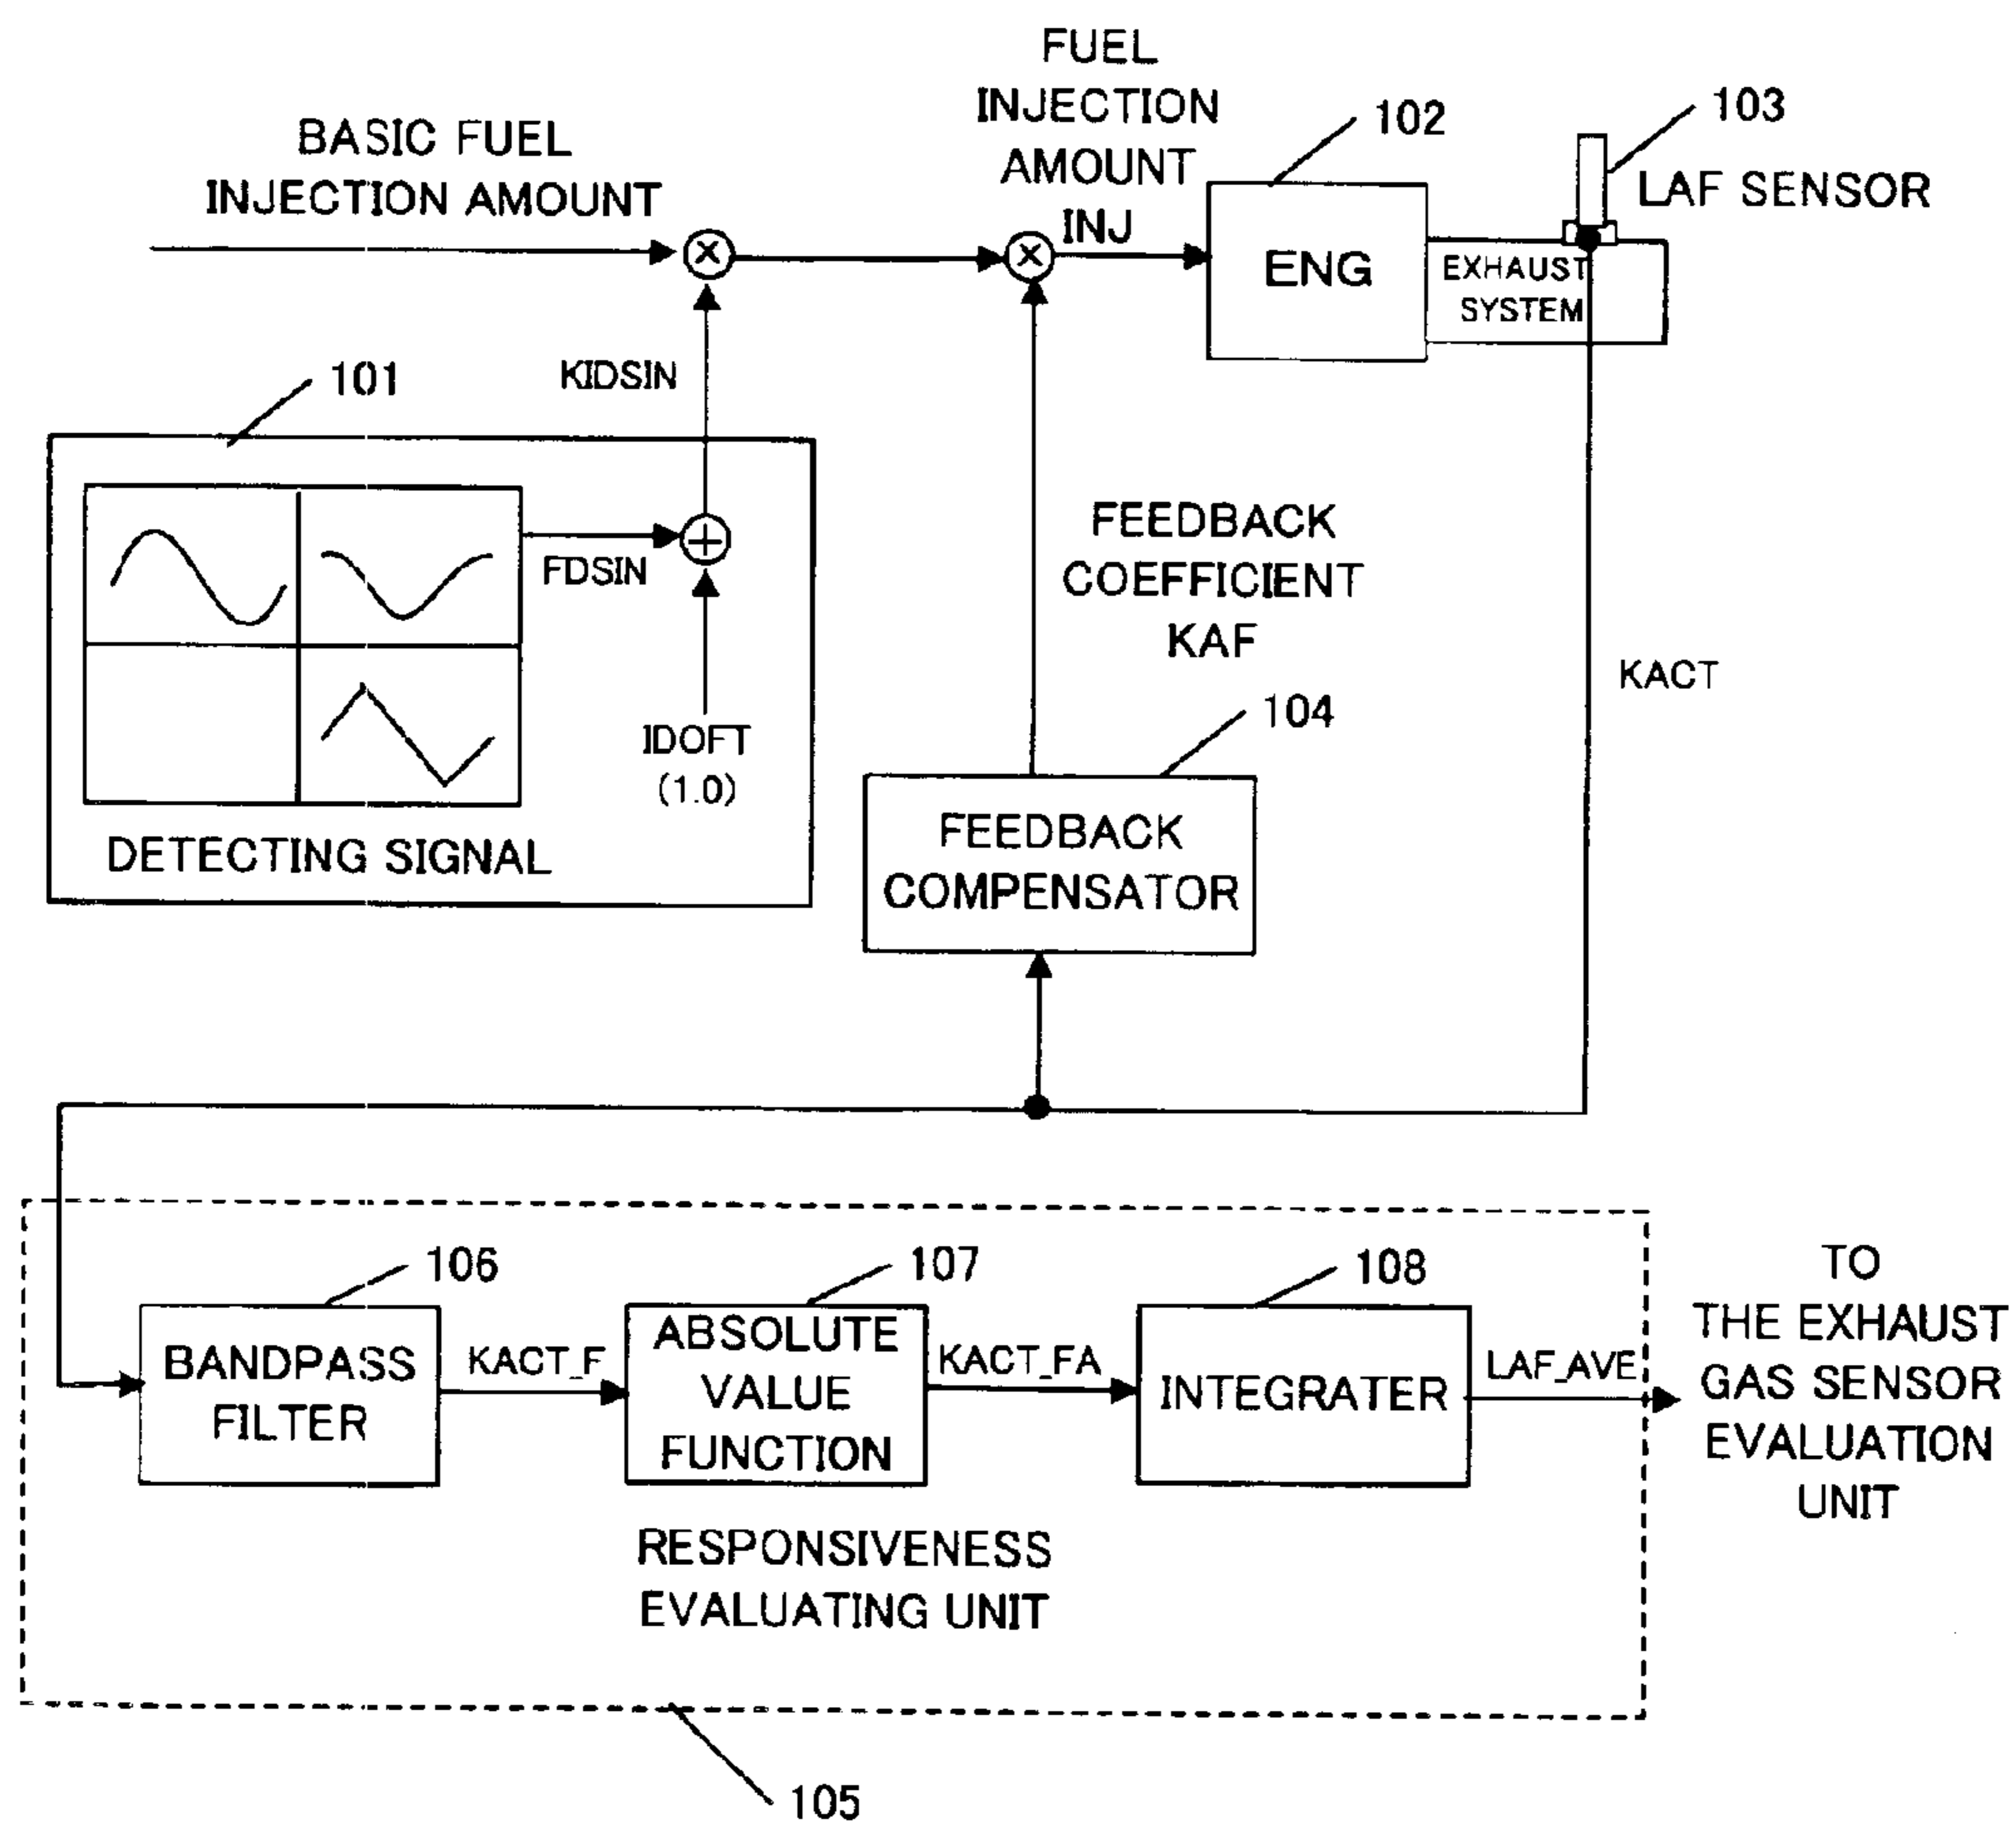 FUEL
INJECTION
AMOUNT
INJ
BASIC FUEL
INJECTION AMOUNT
102
103
LAF SENSOR
ENG
EXHAUST
SYSTEM
KIDSIN
101
FDSIN
IDOFT
(1.0)
DETECTING SIGNAL
FEEDBACK
COEFFICIENT
KAF
KACT
104
FEEDBACK
COMPENSATOR
106
BANDPASS
FILTER
KACT_F
107
ABSOLUTE
VALUE
FUNCTION
KACT_FA
108
INTEGRATER
LAF_AVE
TO
THE EXHAUST
GAS SENSOR
EVALUATION
UNIT
RESPONSIVENESS
EVALUATING UNIT
105